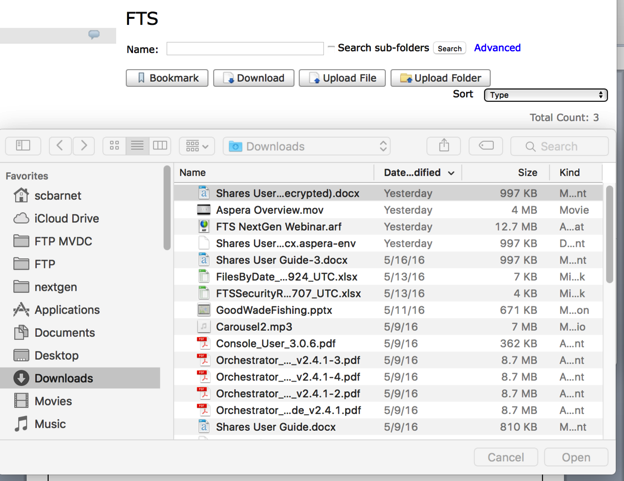 FTS
Name:
Search sub-folders
Search
Advanced
Bookmark
Download
Upload File
Upload Folder
Sort
Type
Total Count: 3
Downloads
Search
Favorites
scbarnet
iCloud Drive
FTP MVDC
FTP
nextgen
Applications
Documents
Desktop
Downloads
Movies
Music
Name Date...dified Size Kind
Shares User...ecrypted).docx Yesterday 997 KB M...nt
Aspera Overview.mov Yesterday 4 MB Movie
FTS NextGen Webinar.arf Yesterday 12.7 MB A...at
Shares User...cx.aspera-env Yesterday 997 KB D...nt
Shares User Guide-3.docx 5/16/16 997 KB M...nt
FilesByDate_...924_UTC.xlsx 5/13/16 7 KB Mi...k
FTSSecurityR...707_UTC.xlsx 5/13/16 4 KB Mi...k
GoodWadeFishing.pptx 5/11/16 671 KB M...on
Carousel2.mp3 5/9/16 7 MB M...io
Console_User_3.0.6.pdf 5/9/16 362 KB A...nt
Orchestrator_..._v2.4.1-3.pdf 5/9/16 8.7 MB A...nt
Orchestrator_..._v2.4.1-4.pdf 5/9/16 8.7 MB A...nt
Orchestrator_..._v2.4.1-2.pdf 5/9/16 8.7 MB A...nt
Orchestrator_...de_v2.4.1.pdf 5/9/16 8.7 MB A...nt
Shares User Guide.docx 5/9/16 810 KB M...nt
Cancel
Open